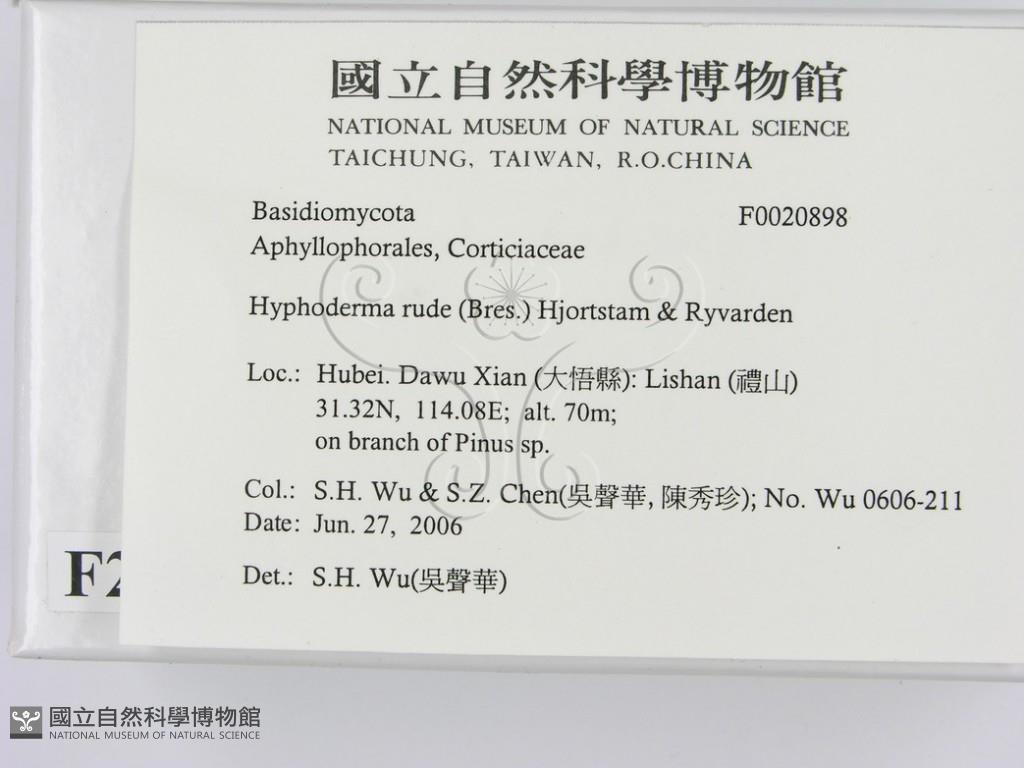 國立自然科學博物館
NATIONAL MUSEUM OF NATURAL SCIENCE
TAICHUNG, TAIWAN, R.O.CHINA
Basidiomycota F0020898
Aphyllophorales, Corticiaceae
Hyphoderma rude (Bres.) Hjortstam & Ryvarden
Loc.: Hubei. Dawu Xian (大悟縣): Lishan (禮山)
31.32N, 114.08E; alt. 70m;
on branch of Pinus sp.
Col.: S.H. Wu & S.Z. Chen(吳聲華, 陳秀珍); No. Wu 0606-211
Date: Jun. 27, 2006
F2
Det.: S.H. Wu(吳聲華)
國立自然科學博物館
NATIONAL MUSEUM OF NATURAL SCIENCE